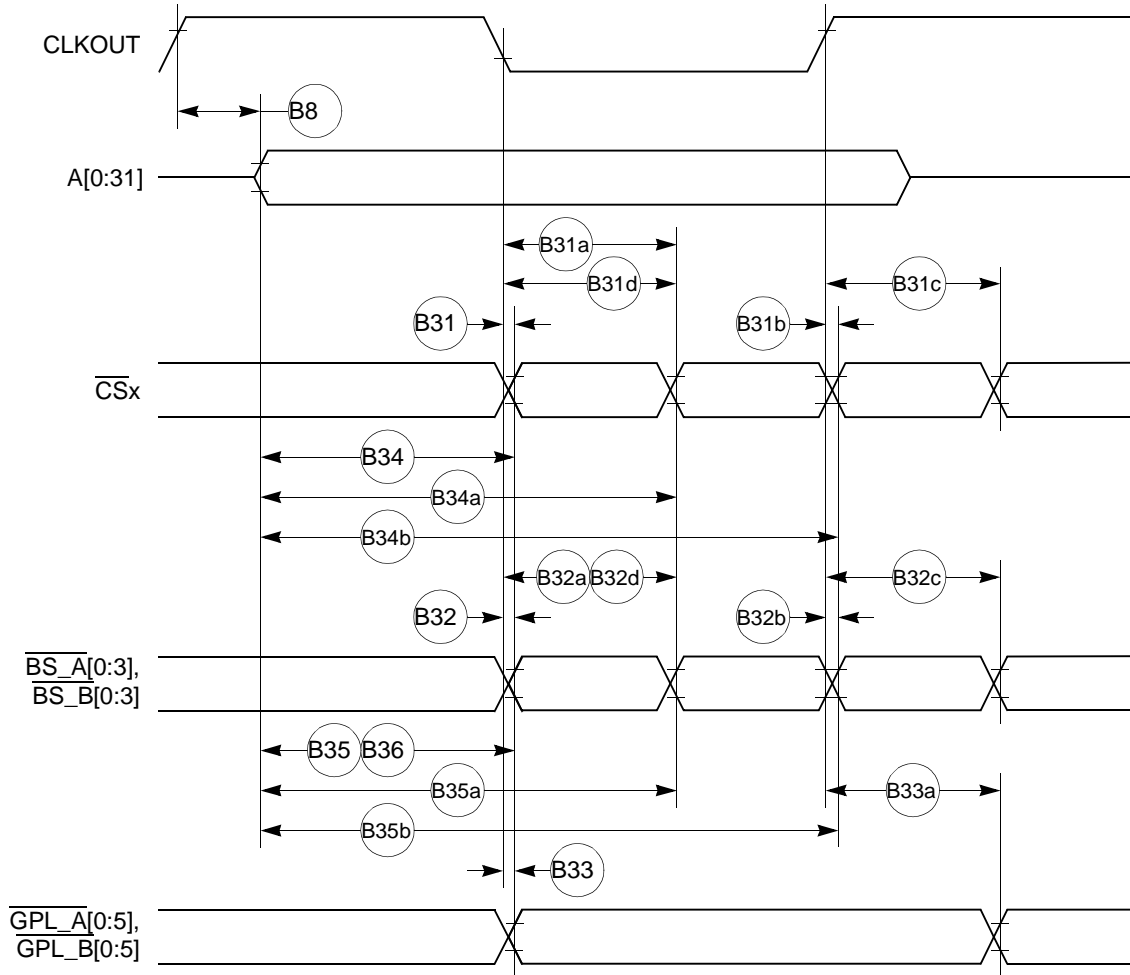 CLKOUT
B8
A[0:31]
B31a
B31d
B31c
B31
B31b
CSx
B34
B34a
B34b
B32a B32d
B32c
B32
B32b
BS_A[0:3],
BS_B[0:3]
B35 B36
B35a
B33a
B35b
B33
GPL_A[0:5],
GPL_B[0:5]